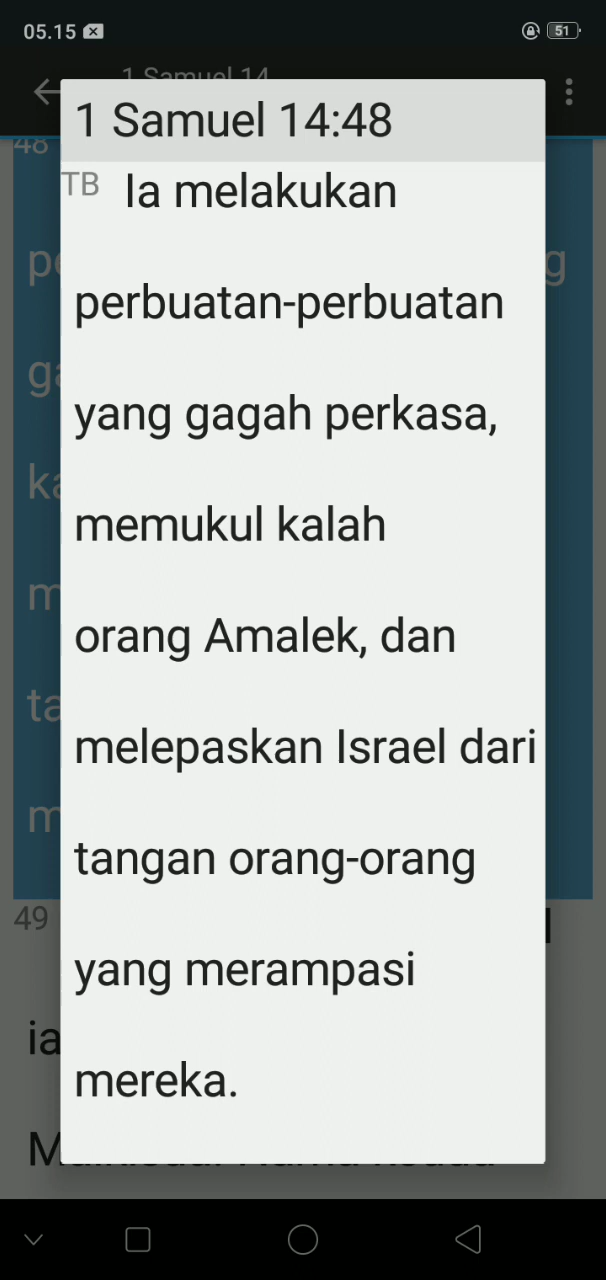 05.15
51
1 Samuel 14
1 Samuel 14:48
48
TB Ia melakukan
perbuatan-perbuatan
yang gagah perkasa,
memukul kalah
orang Amalek, dan
melepaskan Israel dari
tangan orang-orang
yang merampasi
mereka.
49